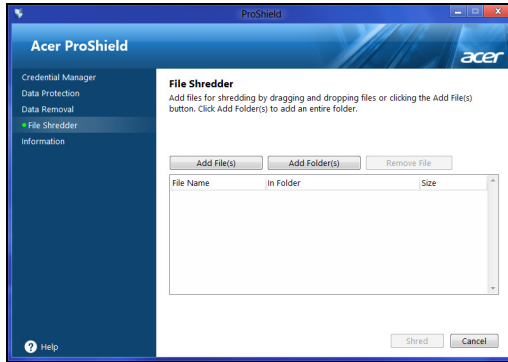 ProShield
Acer ProShield
acer
Credential Manager
Data Protection
Data Removal
File Shredder
Information
File Shredder
Add files for shredding by dragging and dropping files or clicking the Add File(s)
button. Click Add Folder(s) to add an entire folder.
Add File(s) Add Folder(s) Remove File
File Name In Folder Size
Shred Cancel
? Help